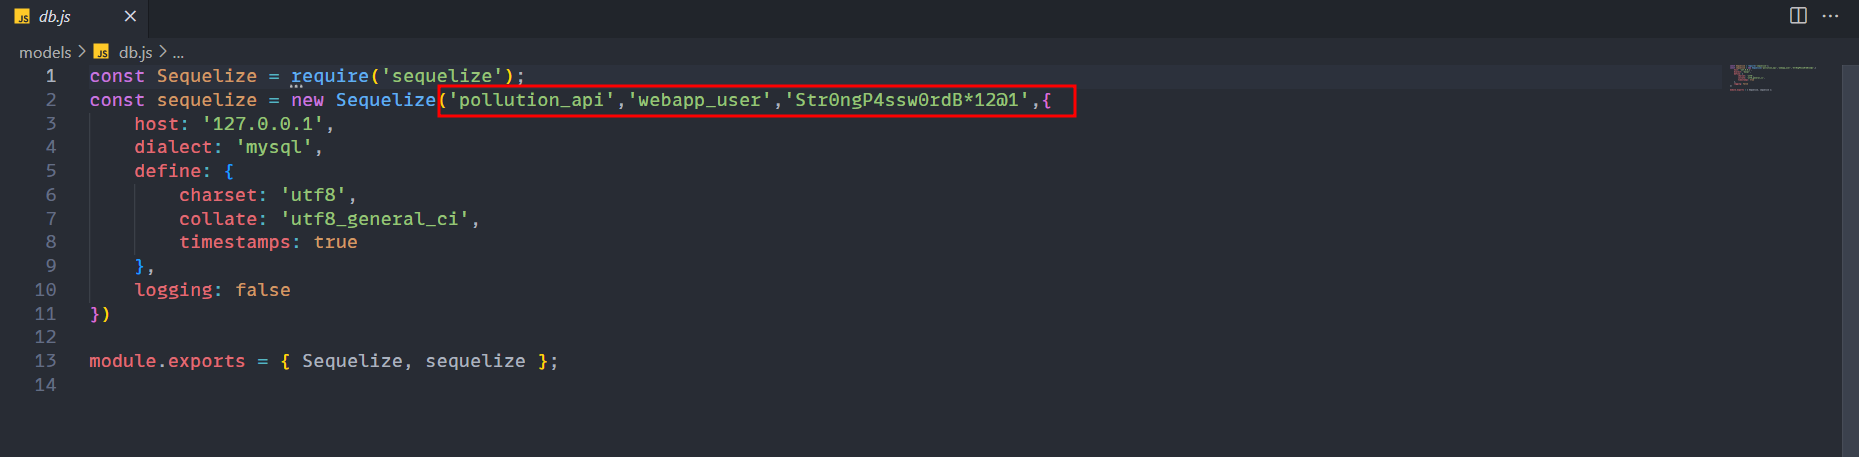 JS db.js ×
models > JS db.js > ...
1 const Sequelize = require('sequelize');
2 const sequelize = new Sequelize('pollution_api','webapp_user','Str0ngP4ssw0rdB*12@1',{
3     host: '127.0.0.1',
4     dialect: 'mysql',
5     define: {
6         charset: 'utf8',
7         collate: 'utf8_general_ci',
8         timestamps: true
9     },
10     logging: false
11 })
12
13 module.exports = { Sequelize, sequelize };
14